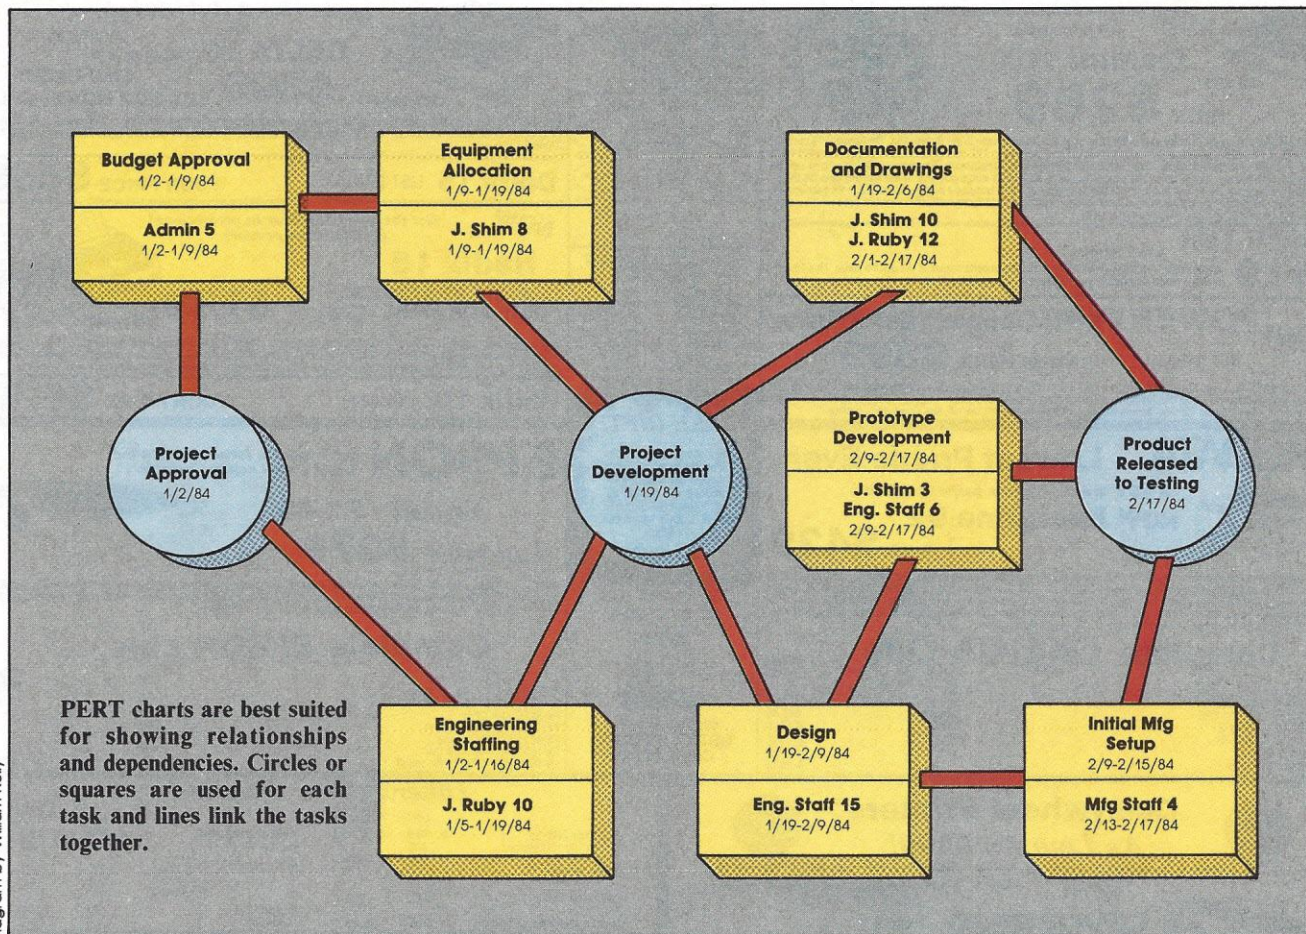 Budget Approval
1/2-1/9/84
Admin 5
1/2-1/9/84
Equipment
Allocation
1/9-1/19/84
J. Shim 8
1/9-1/19/84
Documentation
and Drawings
1/19-2/6/84
J. Shim 10
J. Ruby 12
2/1-2/17/84
Project
Approval
1/2/84
Project
Development
1/19/84
Prototype
Development
2/9-2/17/84
J. Shim 3
Eng. Staff 6
2/9-2/17/84
Product
Released
to Testing
2/17/84
PERT charts are best suited
for showing relationships
and dependencies. Circles or
squares are used for each
task and lines link the tasks
together.
Engineering
Staffing
1/2-1/16/84
J. Ruby 10
1/5-1/19/84
Design
1/19-2/9/84
Eng. Staff 15
1/19-2/9/84
Initial Mfg
Setup
2/9-2/15/84
Mfg Staff 4
2/13-2/17/84